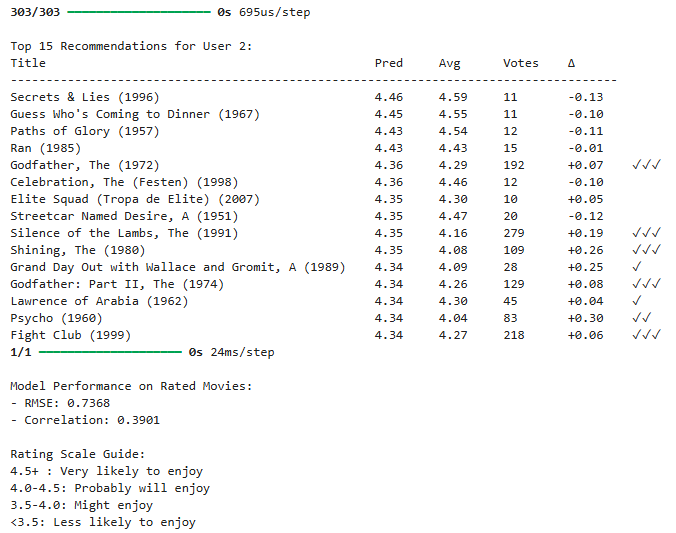 303/303 ━━━━━━━━━━━━━━━━━━━━ 0s 695us/step
Top 15 Recommendations for User 2:
Title Pred Avg Votes Δ
-------------------------------------------------------------------------------------
Secrets & Lies (1996) 4.46 4.59 11 -0.13
Guess Who's Coming to Dinner (1967) 4.45 4.55 11 -0.10
Paths of Glory (1957) 4.43 4.54 12 -0.11
Ran (1985) 4.43 4.43 15 -0.01
Godfather, The (1972) 4.36 4.29 192 +0.07 ✓✓✓
Celebration, The (Festen) (1998) 4.36 4.46 12 -0.10
Elite Squad (Tropa de Elite) (2007) 4.35 4.30 10 +0.05
Streetcar Named Desire, A (1951) 4.35 4.47 20 -0.12
Silence of the Lambs, The (1991) 4.35 4.16 279 +0.19 ✓✓✓
Shining, The (1980) 4.35 4.08 109 +0.26 ✓✓✓
Grand Day Out with Wallace and Gromit, A (1989) 4.34 4.09 28 +0.25 ✓
Godfather: Part II, The (1974) 4.34 4.26 129 +0.08 ✓✓✓
Lawrence of Arabia (1962) 4.34 4.30 45 +0.04 ✓
Psycho (1960) 4.34 4.04 83 +0.30 ✓✓
Fight Club (1999) 4.34 4.27 218 +0.06 ✓✓✓
1/1 ━━━━━━━━━━━━━━━━━━━━ 0s 24ms/step
Model Performance on Rated Movies:
- RMSE: 0.7368
- Correlation: 0.3901
Rating Scale Guide:
4.5+ : Very likely to enjoy
4.0-4.5: Probably will enjoy
3.5-4.0: Might enjoy
<3.5: Less likely to enjoy